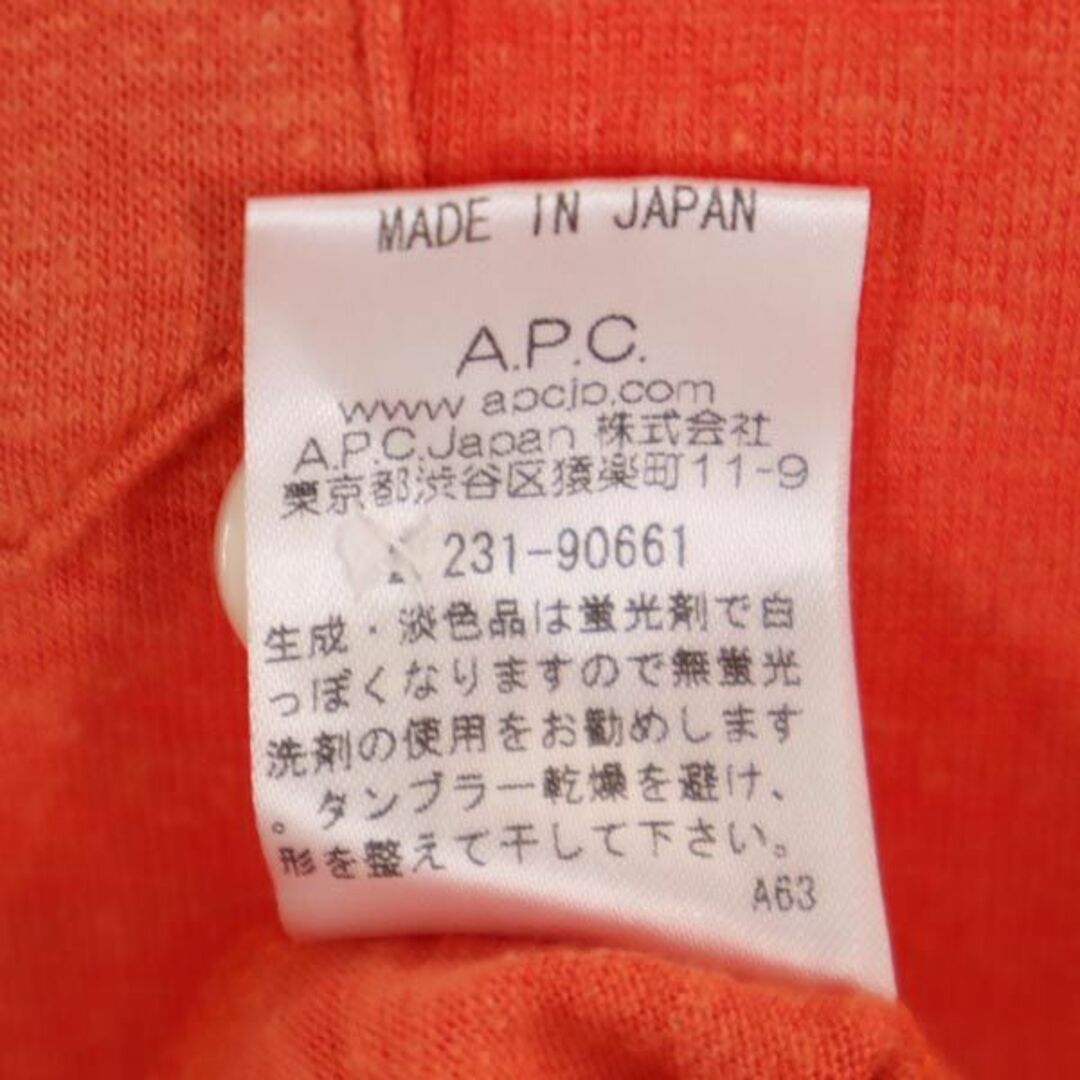 MADE IN JAPAN
A.P.C.
www apcjp.com
A.P.C.Japan 株式会社
東京都渋谷区猿楽町11-9
231-90661
生成・淡色品は蛍光剤で白
っぽくなりますので無蛍光
洗剤の使用をお勧めします
。タンブラー乾燥を避け、
形を整えて干して下さい。
A63